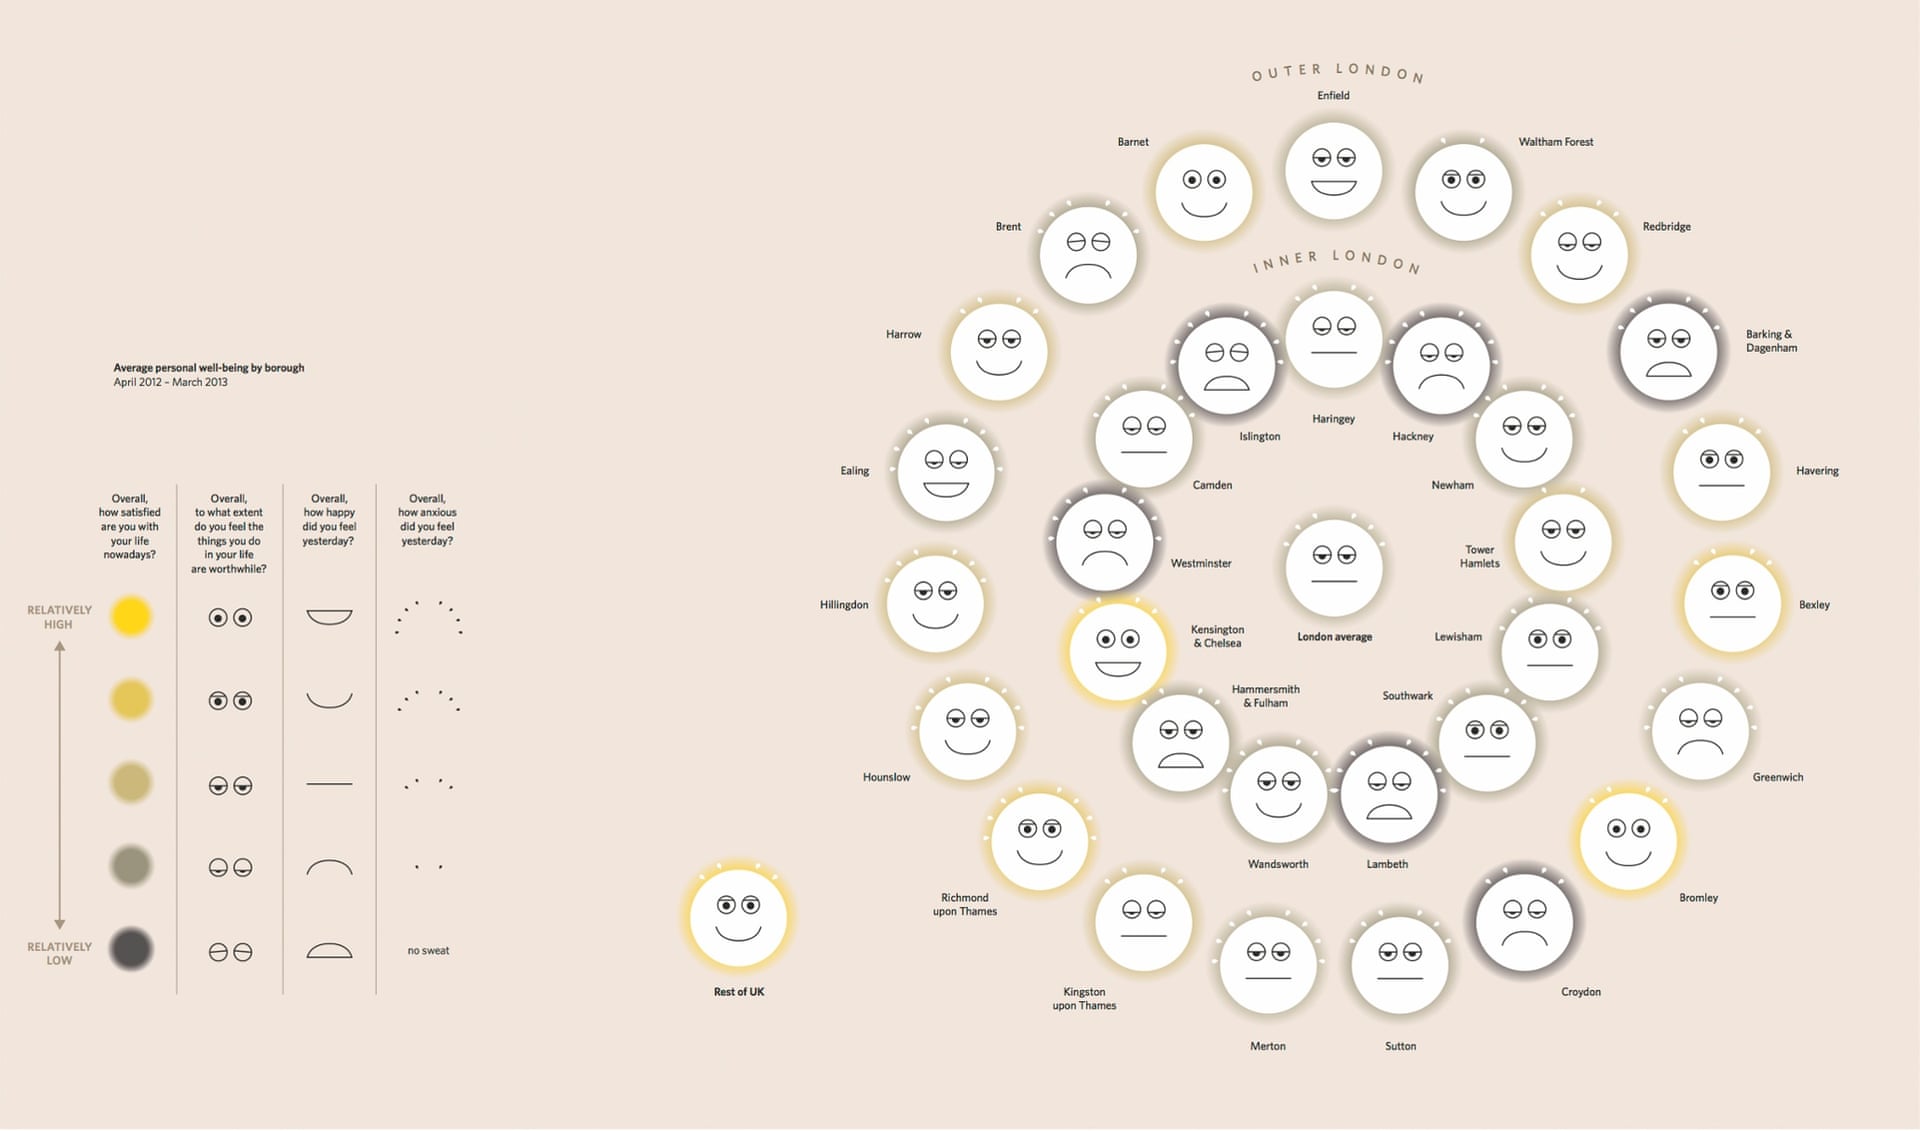 OUTER LONDON
Enfield
Barnet
Waltham Forest
Brent
Redbridge
INNER LONDON
Harrow
Barking &
Dagenham
Average personal well-being by borough
April 2012 – March 2013
Haringey
Islington
Hackney
Ealing
Camden
Newham
Havering
Overall,
how satisfied
are you with
your life
nowadays?
Overall,
to what extent
do you feel the
things you do
in your life
are worthwhile?
Overall,
how happy
did you feel
yesterday?
Overall,
how anxious
did you feel
yesterday?
Westminster
Tower
Hamlets
Hillingdon
Bexley
RELATIVELY
HIGH
Kensington
& Chelsea
London average
Lewisham
Hammersmith
& Fulham
Southwark
Hounslow
Greenwich
Wandsworth
Lambeth
Richmond
upon Thames
Bromley
RELATIVELY
LOW
no sweat
Rest of UK
Kingston
upon Thames
Croydon
Merton
Sutton